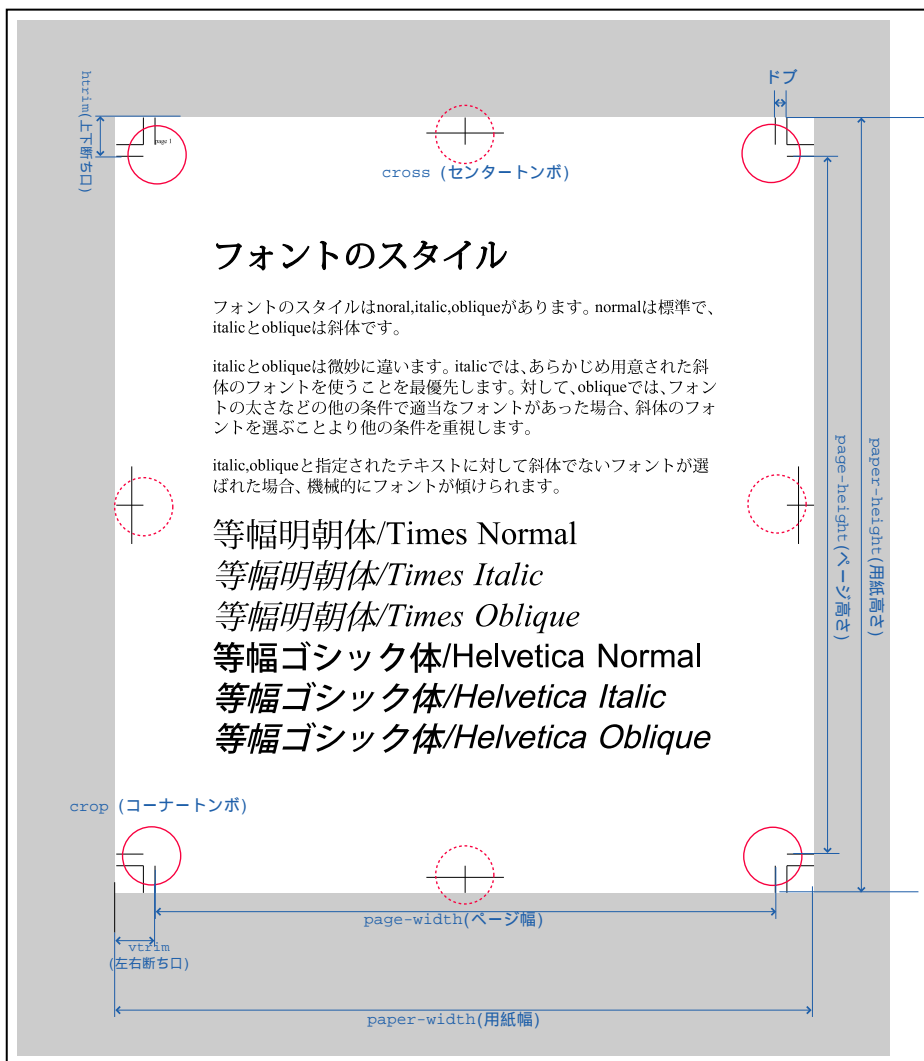 ドブ
htrim(上下断ち口)
page 1
cross (センタートンボ)
フォントのスタイル
フォントのスタイルはnoral,italic,obliqueがあります。normalは標準で、
italicとobliqueは斜体です。
italicとobliqueは微妙に違います。italicでは、あらかじめ用意された斜
体のフォントを使うことを最優先します。対して、obliqueでは、フォン
トの太さなどの他の条件で適当なフォントがあった場合、斜体のフォ
ントを選ぶことより他の条件を重視します。
italic,obliqueと指定されたテキストに対して斜体でないフォントが選
ばれた場合、機械的にフォントが傾けられます。
page-height(ページ高さ)
paper-height(用紙高さ)
等幅明朝体/Times Normal
等幅明朝体/Times Italic
等幅明朝体/Times Oblique
等幅ゴシック体/Helvetica Normal
等幅ゴシック体/Helvetica Italic
等幅ゴシック体/Helvetica Oblique
crop (コーナートンボ)
page-width(ページ幅)
vtrim
(左右断ち口)
paper-width(用紙幅)